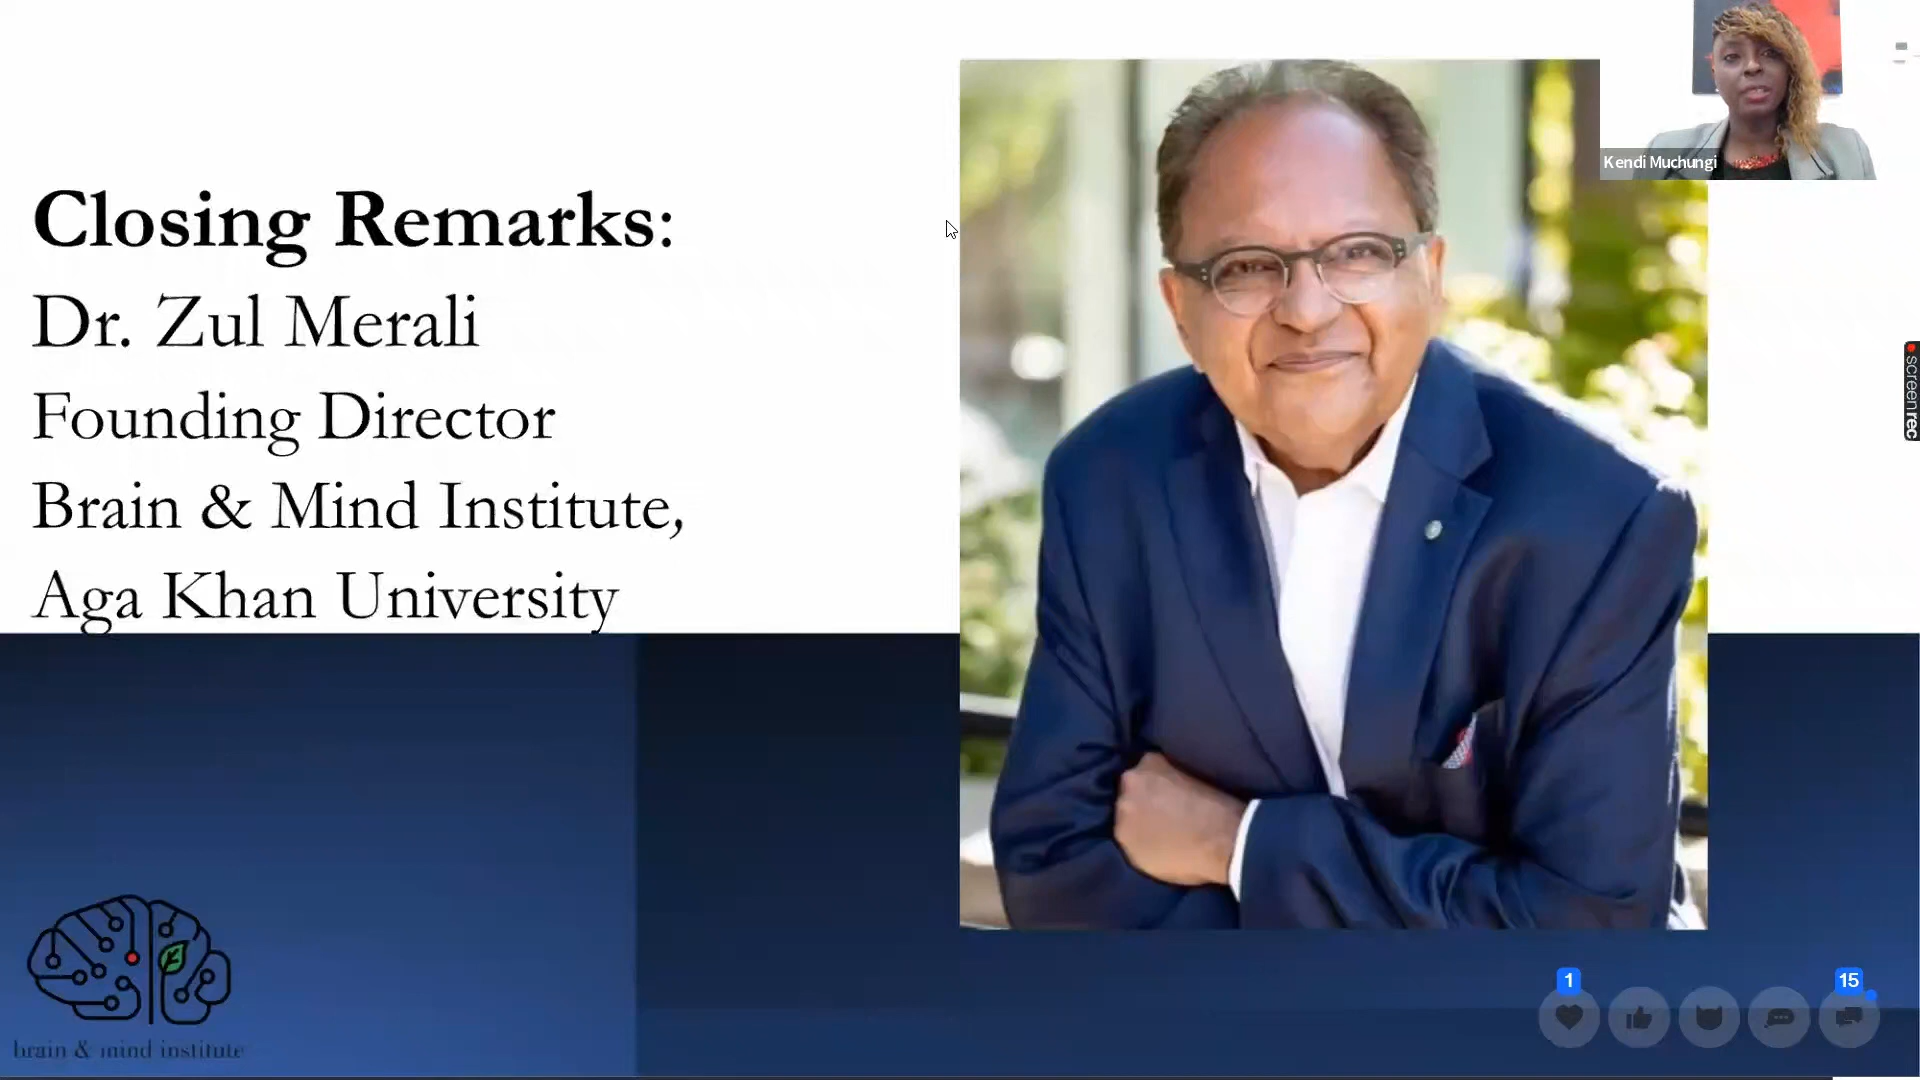 Kendi Muchungi
Closing Remarks:
Dr. Zul Merali
Founding Director
Brain & Mind Institute,
Aga Khan University
screenrec
brain & mind institute
1
15